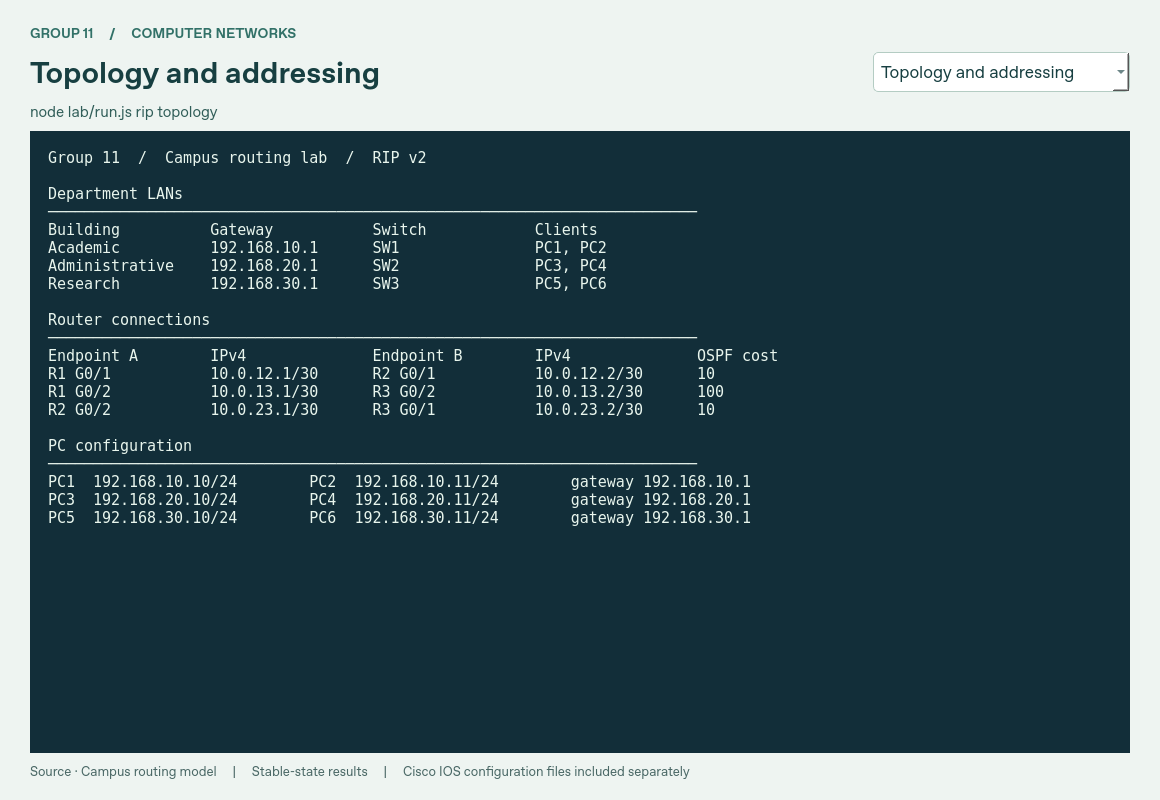 GROUP 11 / COMPUTER NETWORKS
Topology and addressing
Topology and addressing
node lab/run.js rip topology
Group 11 / Campus routing lab / RIP v2
Department LANs
Building Gateway Switch Clients
Academic 192.168.10.1 SW1 PC1, PC2
Administrative 192.168.20.1 SW2 PC3, PC4
Research 192.168.30.1 SW3 PC5, PC6
Router connections
Endpoint A IPv4 Endpoint B IPv4 OSPF cost
R1 G0/1 10.0.12.1/30 R2 G0/1 10.0.12.2/30 10
R1 G0/2 10.0.13.1/30 R3 G0/2 10.0.13.2/30 100
R2 G0/2 10.0.23.1/30 R3 G0/1 10.0.23.2/30 10
PC configuration
PC1 192.168.10.10/24 PC2 192.168.10.11/24 gateway 192.168.10.1
PC3 192.168.20.10/24 PC4 192.168.20.11/24 gateway 192.168.20.1
PC5 192.168.30.10/24 PC6 192.168.30.11/24 gateway 192.168.30.1
Source · Campus routing model | Stable-state results | Cisco IOS configuration files included separately